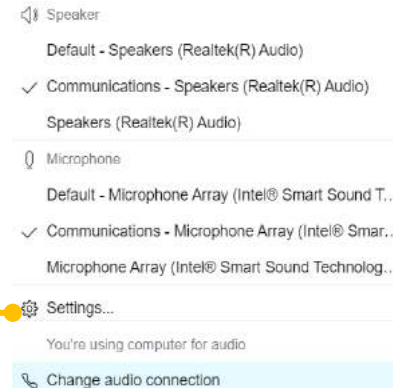 Speaker
Default - Speakers (Realtek(R) Audio)
Communications - Speakers (Realtek(R) Audio)
Speakers (Realtek(R) Audio)
Microphone
Default - Microphone Array (Intel® Smart Sound T...
Communications - Microphone Array (Intel® Smar...
Microphone Array (Intel® Smart Sound Technolog...
Settings...
You're using computer for audio
Change audio connection